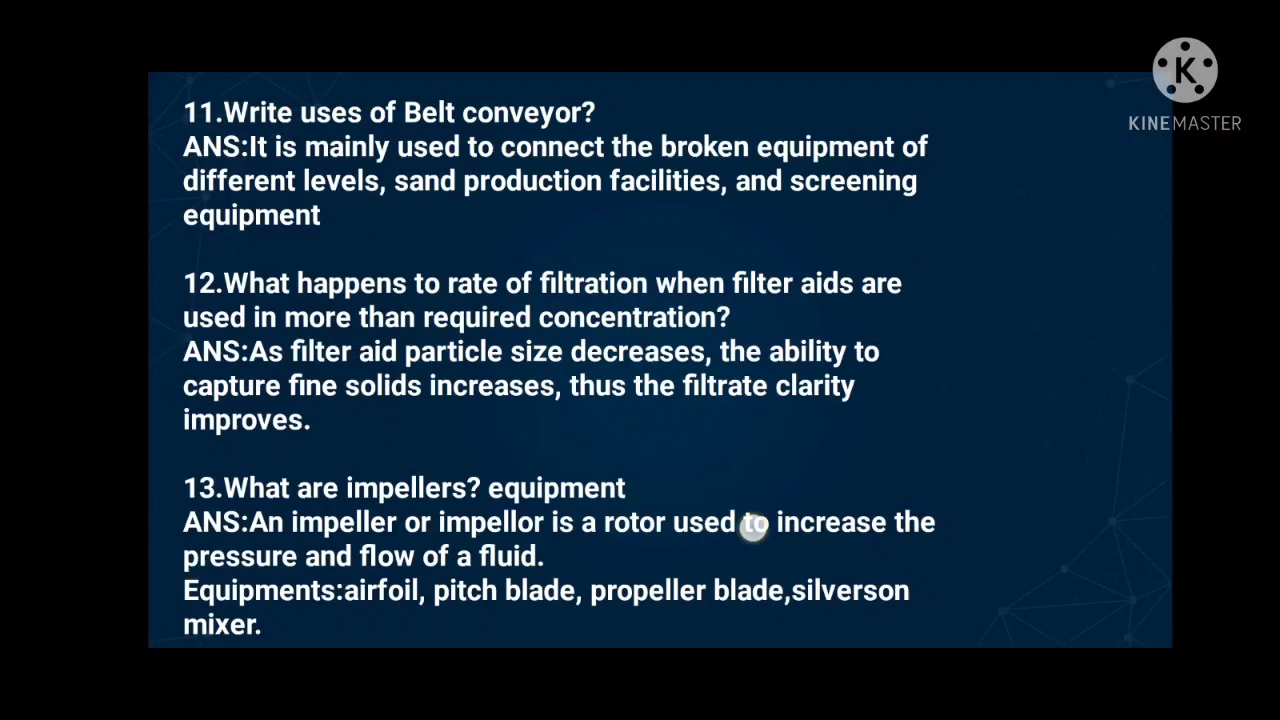 K
KINEMASTER
11.Write uses of Belt conveyor?
ANS:It is mainly used to connect the broken equipment of
different levels, sand production facilities, and screening
equipment
12.What happens to rate of filtration when filter aids are
used in more than required concentration?
ANS:As filter aid particle size decreases, the ability to
capture fine solids increases, thus the filtrate clarity
improves.
13.What are impellers? equipment
ANS:An impeller or impellor is a rotor used to increase the
pressure and flow of a fluid.
Equipments:airfoil, pitch blade, propeller blade,silverson
mixer.